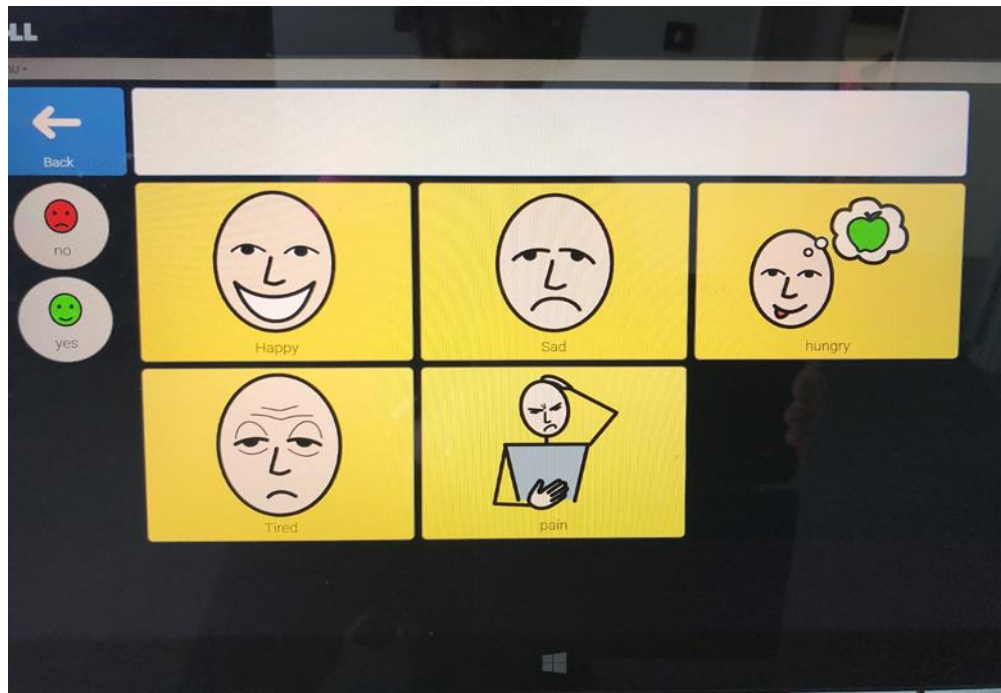 LL
Back
no
yes
Happy
Sad
hungry
Tired
pain